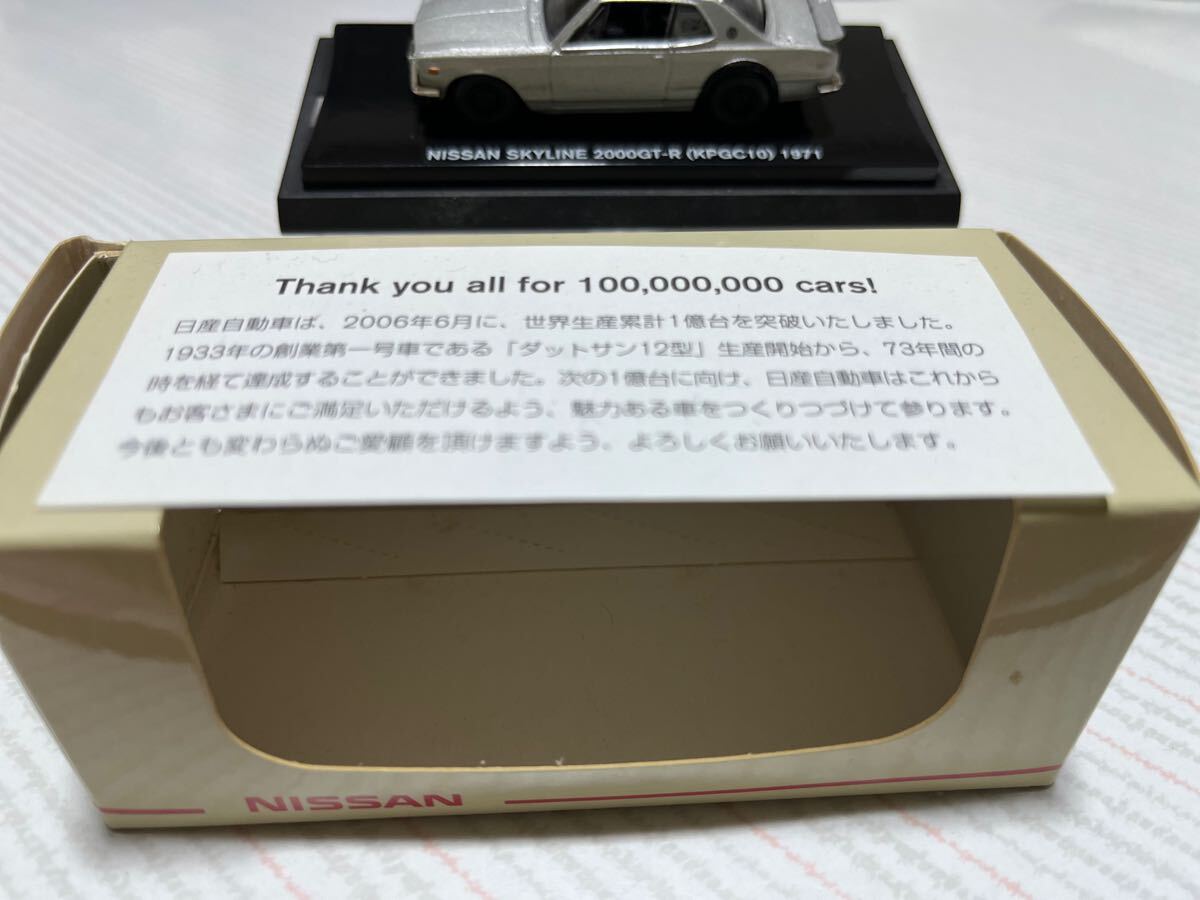 NISSAN SKYLINE 2000GT-R (KPGC10) 1971
Thank you all for 100,000,000 cars!
日産自動車は、2006年6月に、世界生産累計1億台を突破いたしました。
1933年の創業第一号車である「ダットサン12型」生産開始から、73年間の
時を経て達成することができました。次の1億台に向け、日産自動車はこれから
もお客さまにご満足いただけるよう、魅力ある車をつくりつづけて参ります。
今後とも変わらぬご愛顧を頂けますよう、よろしくお願いいたします。
NISSAN